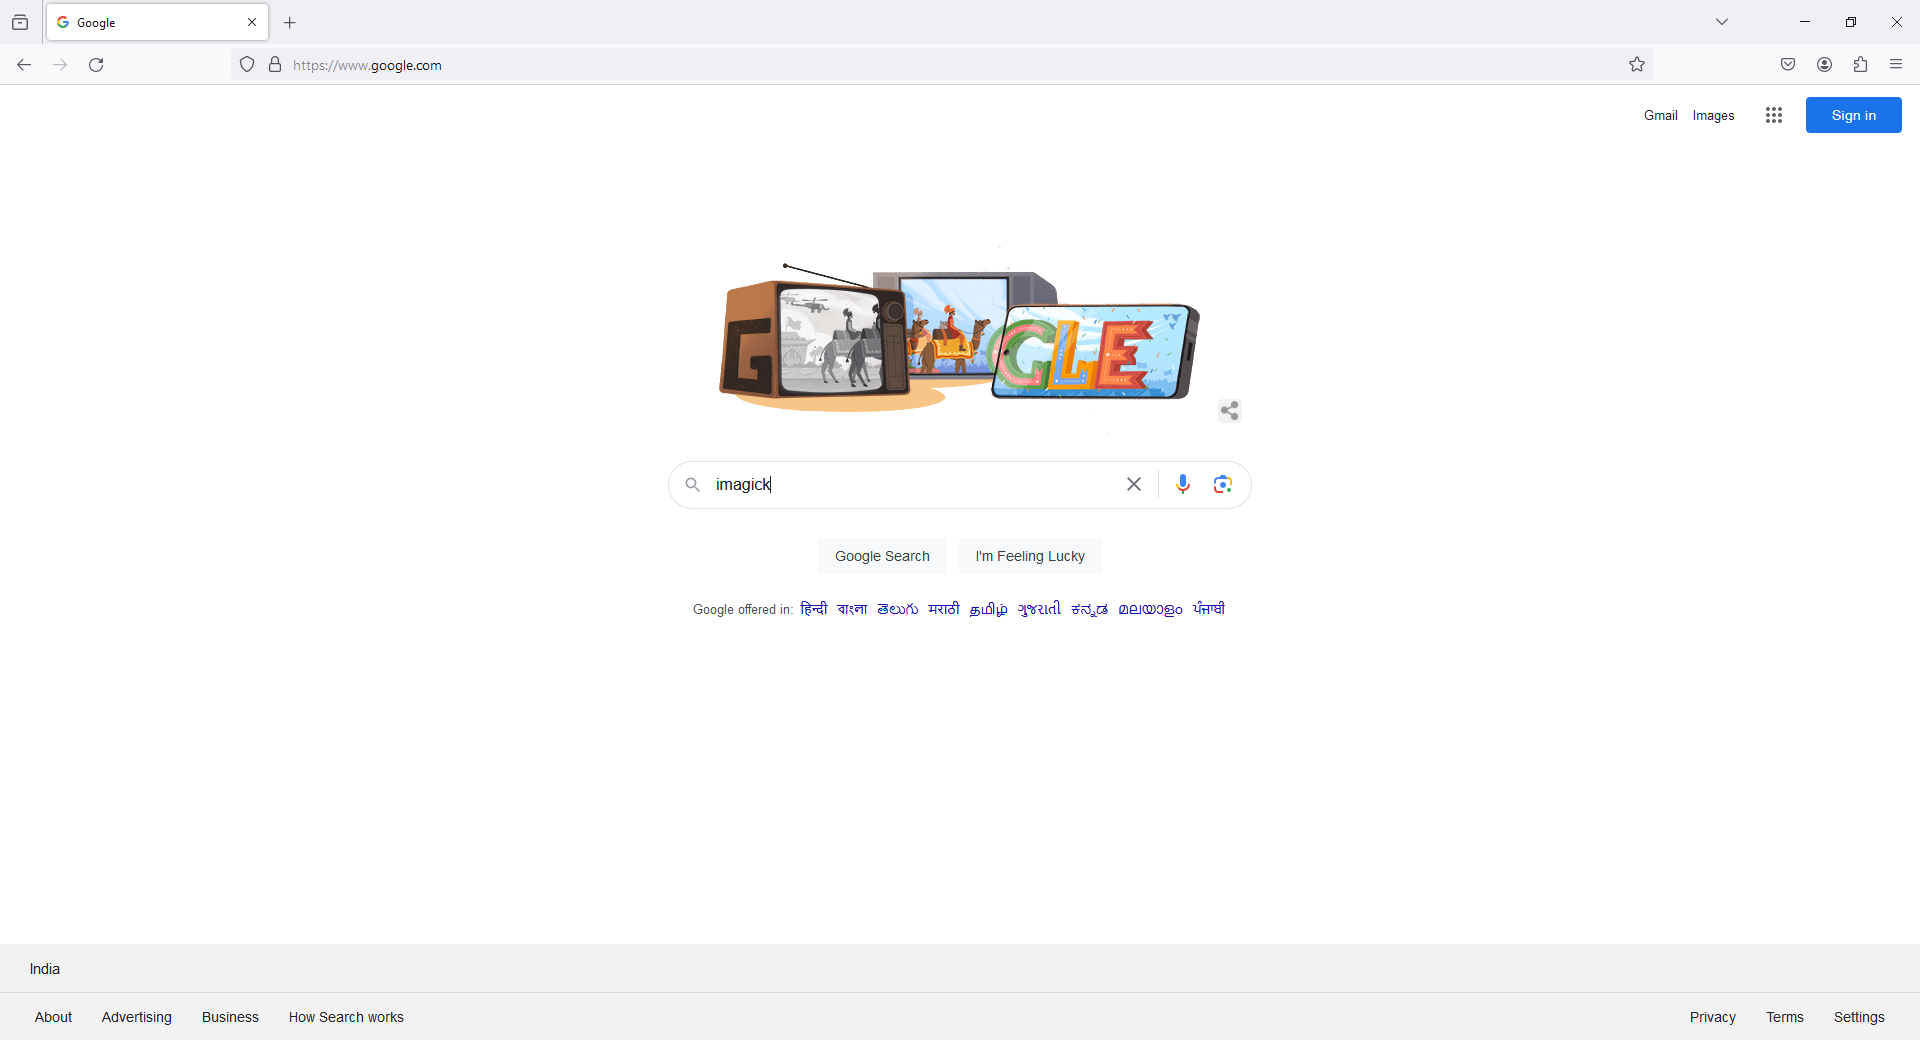 Google
https://www.google.com
Gmail Images Sign in
G GLE
imagick
Google Search I'm Feeling Lucky
Google offered in: हिन्दी বাংলা తెలుగు मराठी தமிழ் ગુજરાતી ಕನ್ನಡ മലയാളം ਪੰਜਾਬੀ
India
About Advertising Business How Search works Privacy Terms Settings